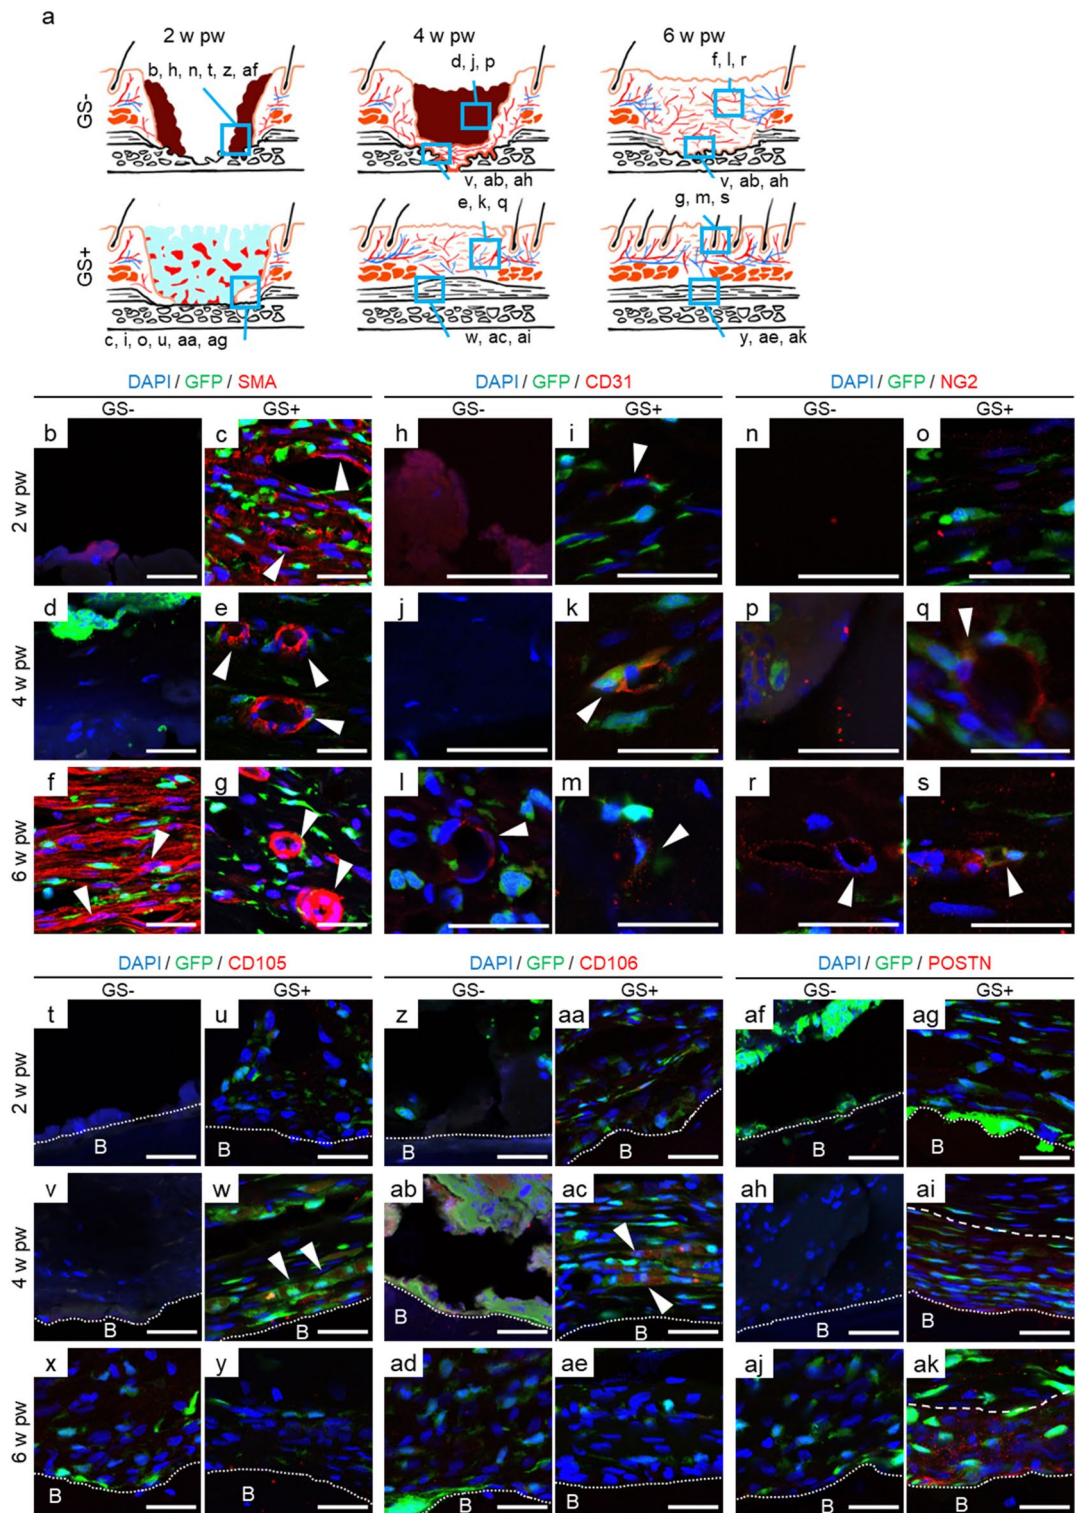 a
2 w pw
4 w pw
6 w pw
b, h, n, t, z, af
d, j, p
f, l, r
GS-
v, ab, ah
v, ab, ah
e, k, q
g, m, s
GS+
c, i, o, u, aa, ag
w, ac, ai
y, ae, ak
DAPI / GFP / SMA
DAPI / GFP / CD31
DAPI / GFP / NG2
GS-
GS+
GS-
GS+
GS-
GS+
2 w pw
b
c
h
i
n
o
4 w pw
d
e
j
k
p
q
6 w pw
f
g
l
m
r
s
DAPI / GFP / CD105
DAPI / GFP / CD106
DAPI / GFP / POSTN
GS-
GS+
GS-
GS+
GS-
GS+
2 w pw
t
u
z
aa
af
ag
B
B
B
B
B
B
4 w pw
v
w
ab
ac
ah
ai
B
B
B
B
B
B
6 w pw
x
y
ad
ae
aj
ak
B
B
B
B
B
B